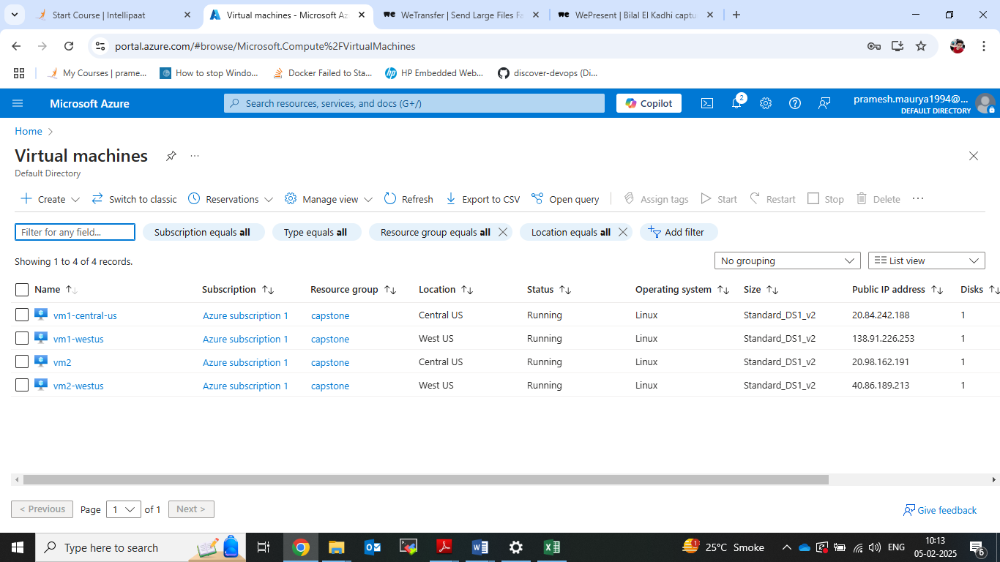 Start Course | Intellipaat
Virtual machines - Microsoft Az
WeTransfer | Send Large Files Fa
WePresent | Bilal El Kadhi captu
portal.azure.com/#browse/Microsoft.Compute%2FVirtualMachines
My Courses | prame...
How to stop Windo...
Docker Failed to Sta...
HP Embedded Web...
discover-devops (Di...
Microsoft Azure
Search resources, services, and docs (G+/)
Copilot
2
pramesh.maurya1994@...
DEFAULT DIRECTORY
Home
Virtual machines
Default Directory
Create
Switch to classic
Reservations
Manage view
Refresh
Export to CSV
Open query
Assign tags
Start
Restart
Stop
Delete
Filter for any field...
Subscription equals all
Type equals all
Resource group equals all
Location equals all
Add filter
Showing 1 to 4 of 4 records.
No grouping
List view
Name Subscription Resource group Location Status Operating system Size Public IP address Disks
vm1-central-us Azure subscription 1 capstone Central US Running Linux Standard_DS1_v2 20.84.242.188 1
vm1-westus Azure subscription 1 capstone West US Running Linux Standard_DS1_v2 138.91.226.253 1
vm2 Azure subscription 1 capstone Central US Running Linux Standard_DS1_v2 20.98.162.191 1
vm2-westus Azure subscription 1 capstone West US Running Linux Standard_DS1_v2 40.86.189.213 1
< Previous Page 1 of 1 Next >
Give feedback
Type here to search
25°C Smoke
ENG
10:13
05-02-2025
6